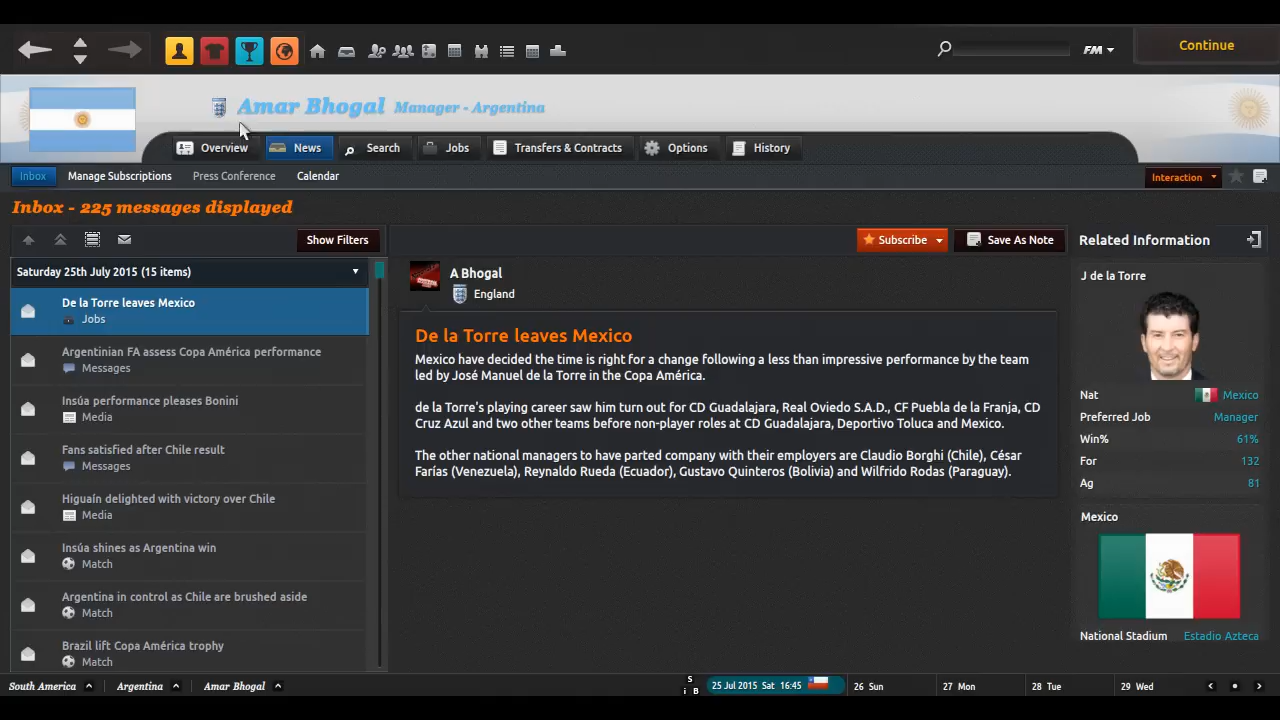 FM
Continue
Amar Bhogal Manager - Argentina
Overview News Search Jobs Transfers & Contracts Options History
Inbox Manage Subscriptions Press Conference Calendar
Interaction
Inbox - 225 messages displayed
Show Filters
Subscribe Save As Note
Related Information
Saturday 25th July 2015 (15 items)
De la Torre leaves Mexico
Jobs
Argentinian FA assess Copa América performance
Messages
Insúa performance pleases Bonini
Media
Fans satisfied after Chile result
Messages
Higuaín delighted with victory over Chile
Media
Insúa shines as Argentina win
Match
Argentina in control as Chile are brushed aside
Match
Brazil lift Copa América trophy
Match
A Bhogal
England
De la Torre leaves Mexico
Mexico have decided the time is right for a change following a less than impressive performance by the team
led by José Manuel de la Torre in the Copa América.
de la Torre's playing career saw him turn out for CD Guadalajara, Real Oviedo S.A.D., CF Puebla de la Franja, CD
Cruz Azul and two other teams before non-player roles at CD Guadalajara, Deportivo Toluca and Mexico.
The other national managers to have parted company with their employers are Claudio Borghi (Chile), César
Farías (Venezuela), Reynaldo Rueda (Ecuador), Gustavo Quinteros (Bolivia) and Wilfrido Rodas (Paraguay).
J de la Torre
Nat Mexico
Preferred Job Manager
Win% 61%
For 132
Ag 81
Mexico
National Stadium Estadio Azteca
South America Argentina Amar Bhogal
S
i B
25 Jul 2015 Sat 16:45 26 Sun 27 Mon 28 Tue 29 Wed